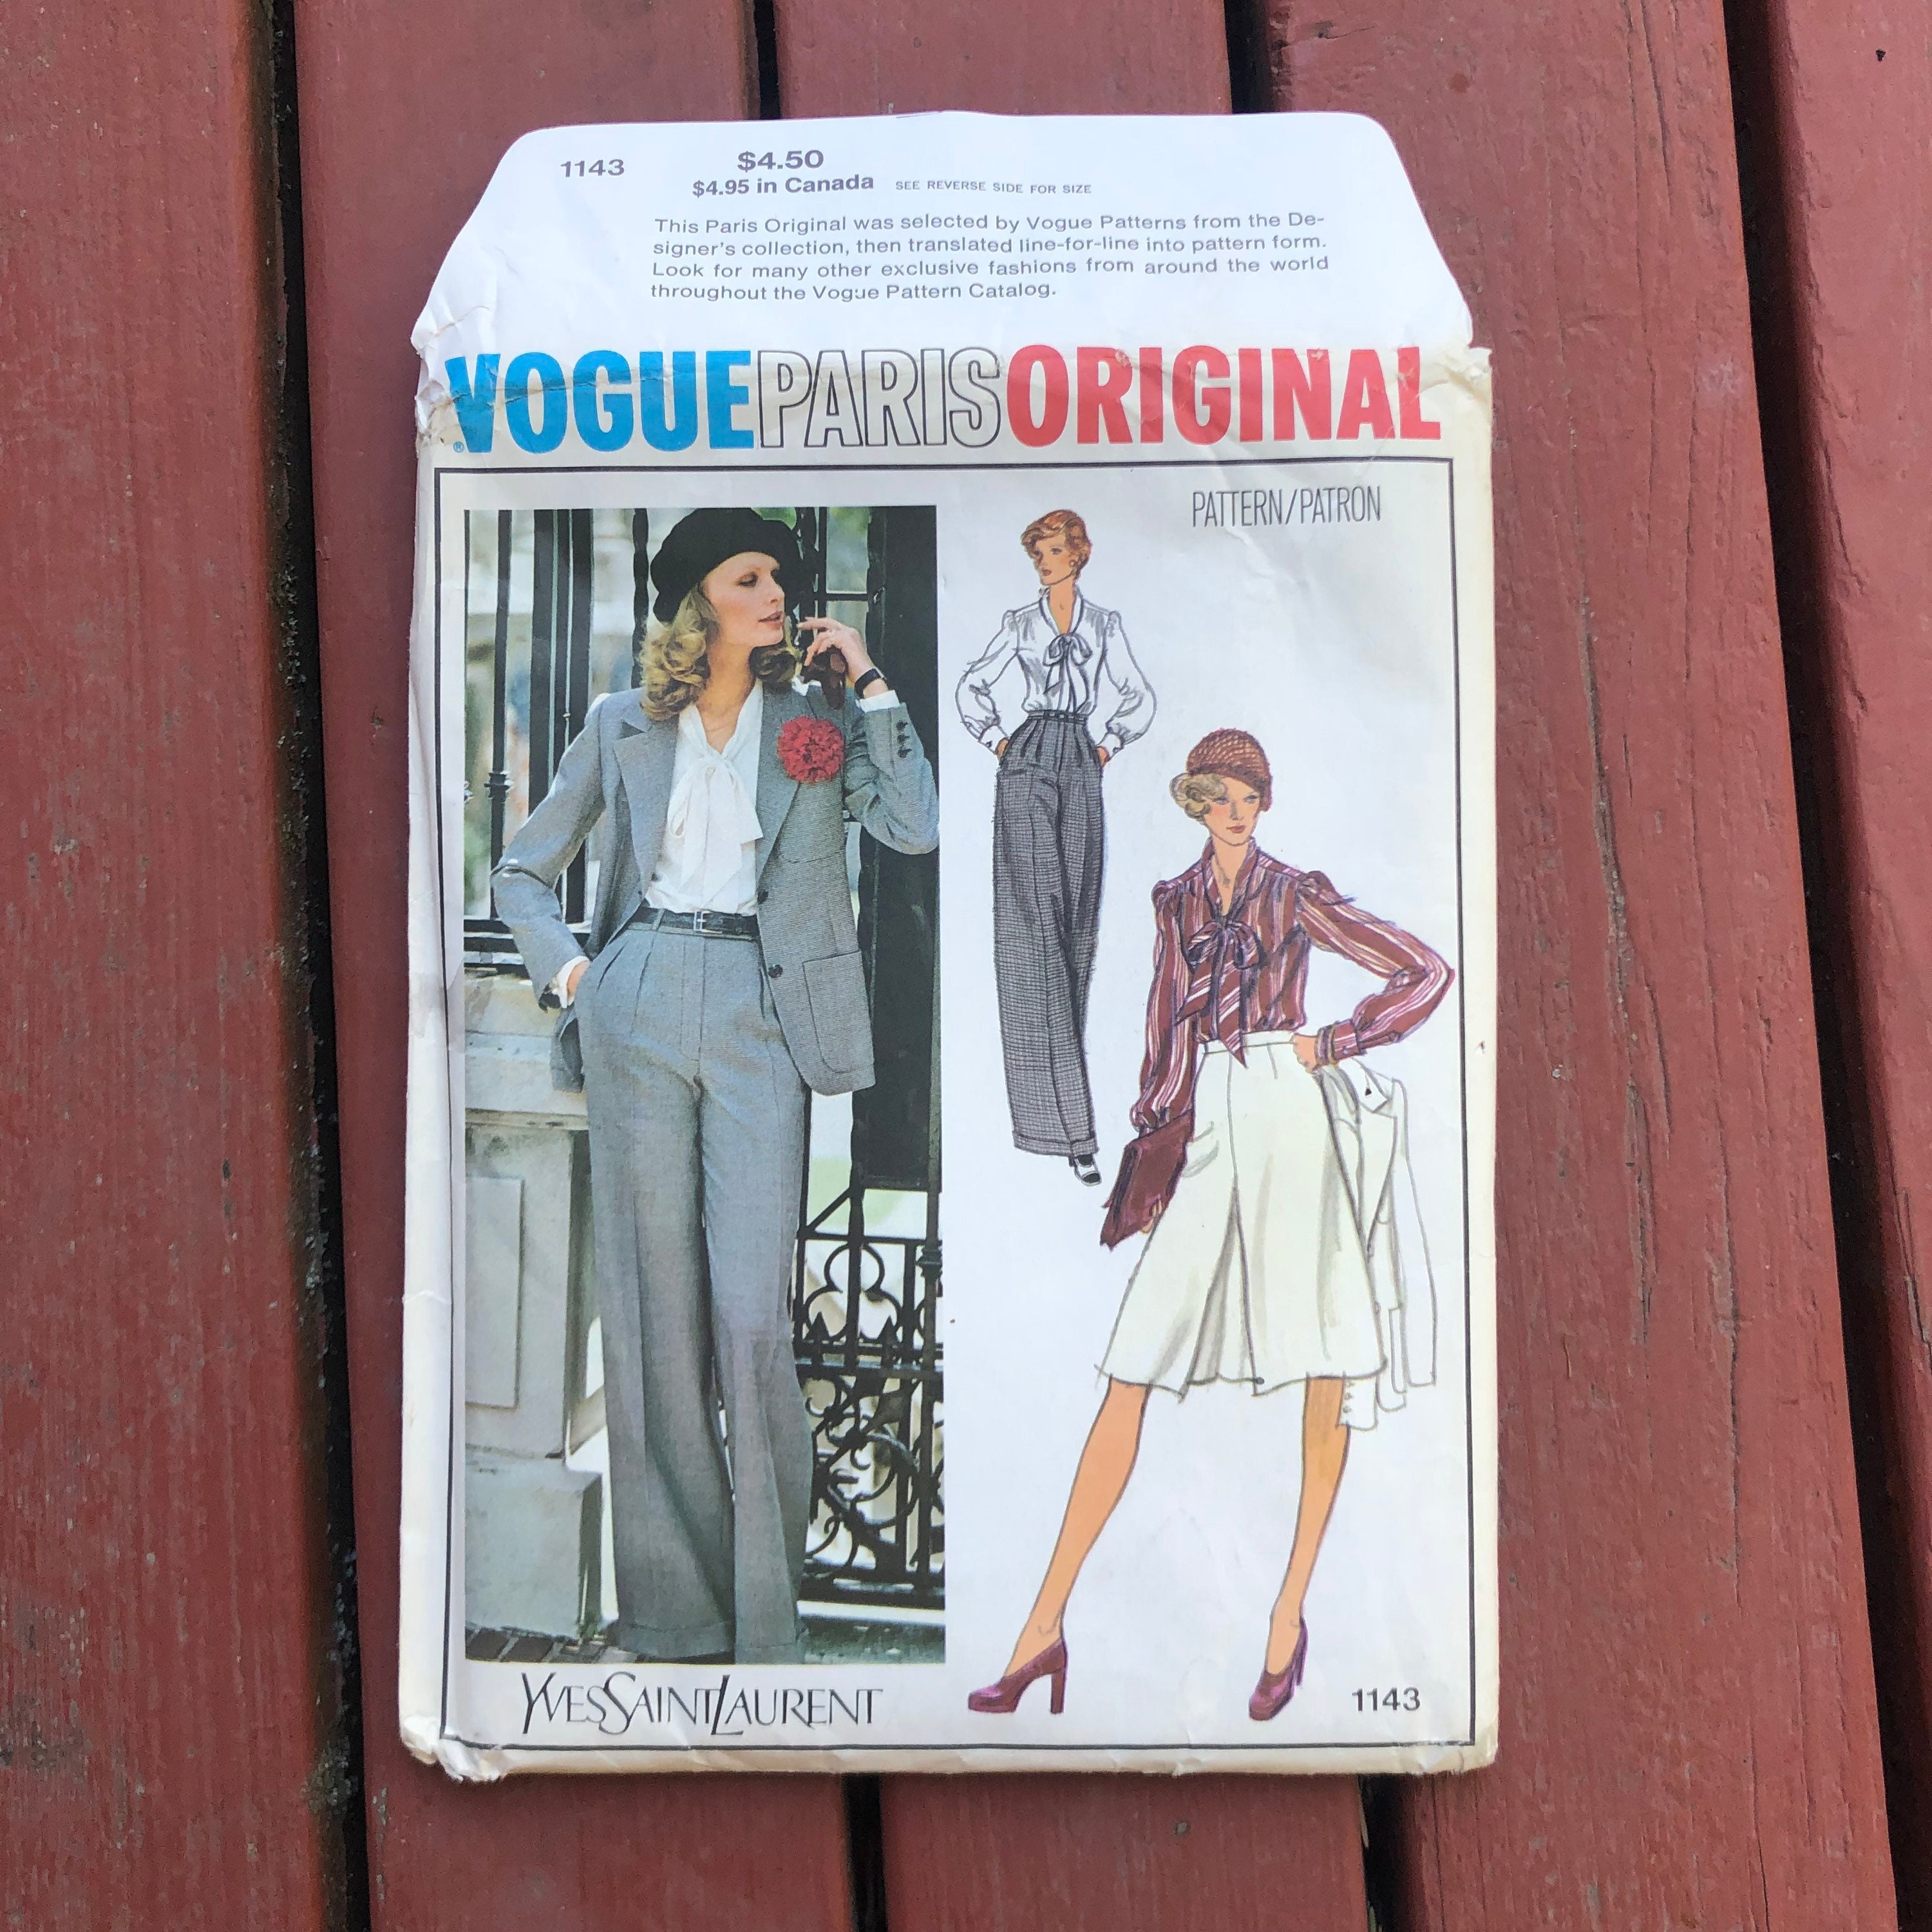 1143
$4.50
$4.95 in Canada SEE REVERSE SIDE FOR SIZE
This Paris Original was selected by Vogue Patterns from the De-
signer's collection, then translated line-for-line into pattern form.
Look for many other exclusive fashions from around the world
throughout the Vogue Pattern Catalog.
®VOGUEPARISORIGINAL
PATTERN/PATRON
YVESSAINTLAURENT
1143